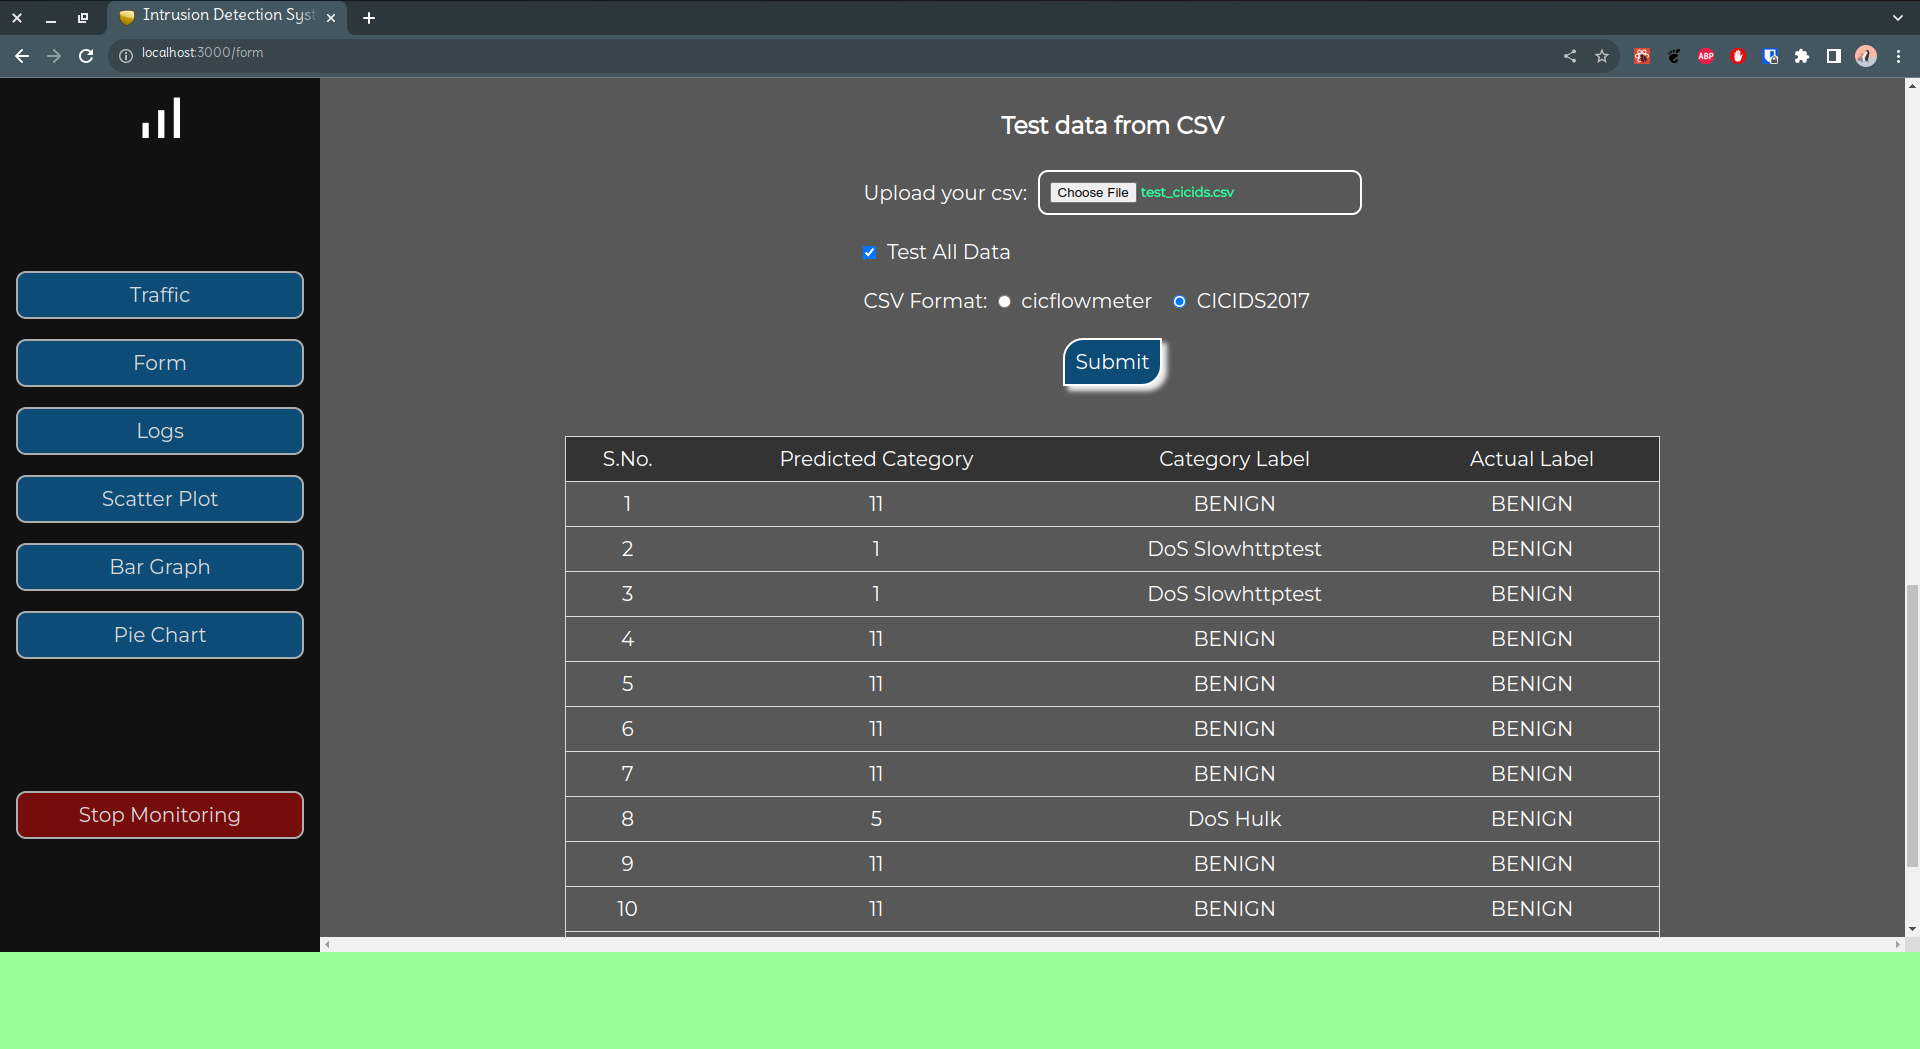 Intrusion Detection Syst
localhost:3000/form
ABP
Test data from CSV
Upload your csv: Choose File test_cicids.csv
Test All Data
CSV Format: cicflowmeter CICIDS2017
Submit
Traffic
Form
Logs
Scatter Plot
Bar Graph
Pie Chart
Stop Monitoring
S.No. Predicted Category Category Label Actual Label
1 11 BENIGN BENIGN
2 1 DoS Slowhttptest BENIGN
3 1 DoS Slowhttptest BENIGN
4 11 BENIGN BENIGN
5 11 BENIGN BENIGN
6 11 BENIGN BENIGN
7 11 BENIGN BENIGN
8 5 DoS Hulk BENIGN
9 11 BENIGN BENIGN
10 11 BENIGN BENIGN